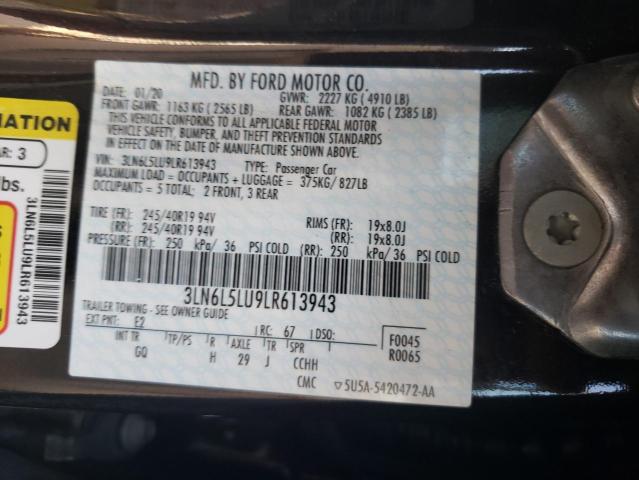 MFD. BY FORD MOTOR CO.
DATE: 01/20 GVWR: 2227 KG ( 4910 LB)
FRONT GAWR: 1163 KG ( 2565 LB) REAR GAWR: 1082 KG ( 2385 LB)
THIS VEHICLE CONFORMS TO ALL APPLICABLE FEDERAL MOTOR
VEHICLE SAFETY, BUMPER, AND THEFT PREVENTION STANDARDS
IN EFFECT ON THE DATE OF MANUFACTURE SHOWN ABOVE.
VIN: 3LN6L5LU9LR613943 TYPE: Passenger Car
MAXIMUM LOAD = OCCUPANTS + LUGGAGE = 375KG/ 827LB
OCCUPANTS = 5 TOTAL; 2 FRONT, 3 REAR
TIRE (FR): 245/40R19 94V RIMS (FR): 19x8.0J
(RR): 245/40R19 94V (RR): 19x8.0J
PRESSURE (FR): 250 kPa/ 36 PSI COLD (RR): 250 kPa/ 36 PSI COLD
3LN6L5LU9LR613943
TRAILER TOWING - SEE OWNER GUIDE
EXT PNT: E2 RC: 67 DSO: F0045
INT TR TP/PS R AXLE TR SPR R0065
GQ H 29 J CCHH
CMC ▽5U5A-5420472-AA
MATION
AR: 3
lbs.
3LN6L5LU9LR613943